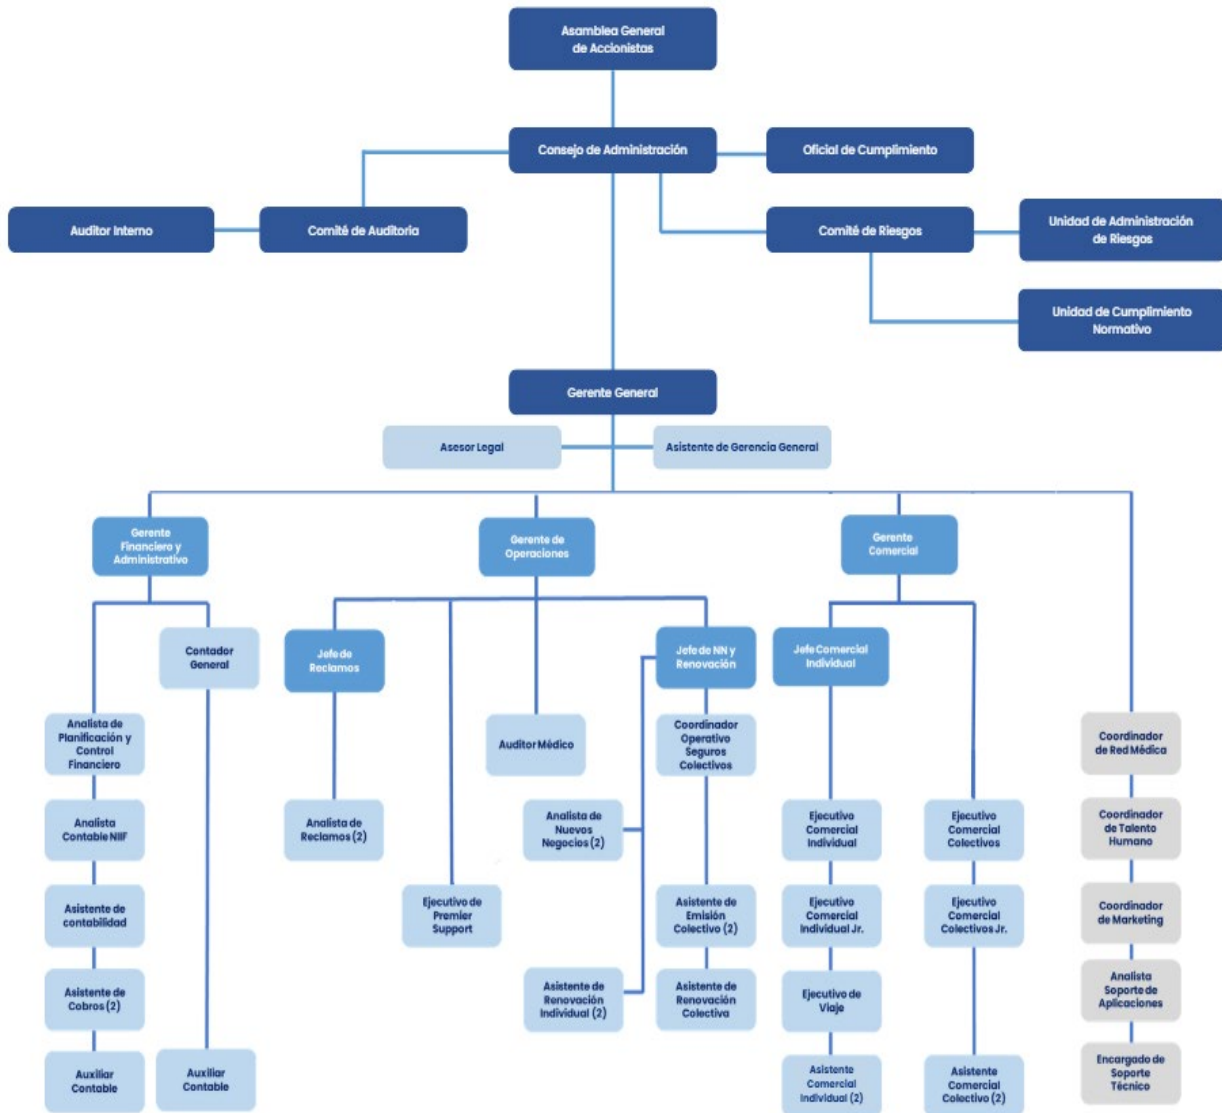 Asamblea General
de Accionistas
Consejo de Administración
Oficial de Cumplimiento
Auditor Interno
Comité de Auditoria
Comité de Riesgos
Unidad de Administración
de Riesgos
Unidad de Cumplimiento
Normativo
Gerente General
Asesor Legal
Asistente de Gerencia General
Gerente
Financiero y
Administrativo
Gerente de
Operaciones
Gerente
Comercial
Contador
General
Jefe de
Reclamos
Jefe de NN y
Renovación
Jefe Comercial
Individual
Analista de
Planificación y
Control
Financiero
Auditor Médico
Coordinador
Operativo
Seguros
Colectivos
Coordinador
de Red Médica
Analista
Contable NIIF
Analista de
Reclamos (2)
Analista de
Nuevos
Negocios (2)
Ejecutivo
Comercial
Individual
Ejecutivo
Comercial
Colectivos
Coordinador
de Talento
Humano
Asistente de
contabilidad
Ejecutivo de
Premier
Support
Asistente de
Emisión
Colectivo (2)
Ejecutivo
Comercial
Individual Jr.
Ejecutivo
Comercial
Colectivos Jr.
Coordinador
de Marketing
Asistente de
Cobros (2)
Asistente de
Renovación
Individual (2)
Asistente de
Renovación
Colectiva
Ejecutivo de
Viaje
Analista
Soporte de
Aplicaciones
Auxiliar
Contable
Auxiliar
Contable
Asistente
Comercial
Individual (2)
Asistente
Comercial
Colectivo (2)
Encargado de
Soporte
Técnico